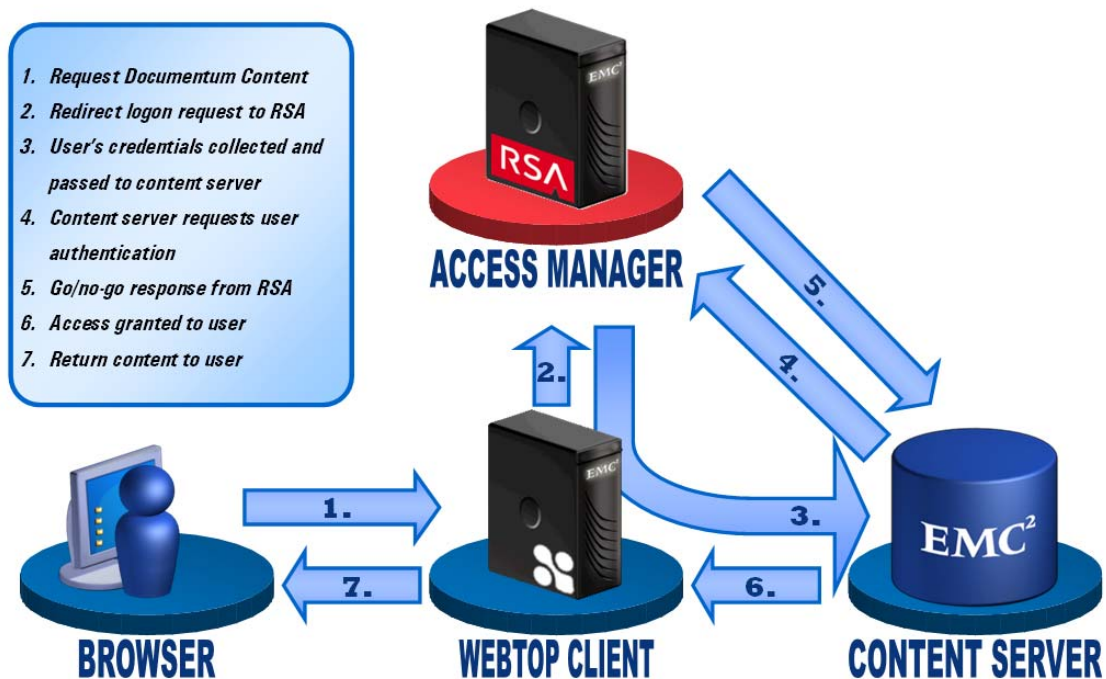 1. Request Documentum Content
2. Redirect logon request to RSA
3. User's credentials collected and
passed to content server
4. Content server requests user
authentication
5. Go/no-go response from RSA
6. Access granted to user
7. Return content to user
EMC²
RSA
ACCESS MANAGER
5.
4.
2.
EMC²
1.
3.
EMC²
7.
6.
BROWSER
WEBTOP CLIENT
CONTENT SERVER